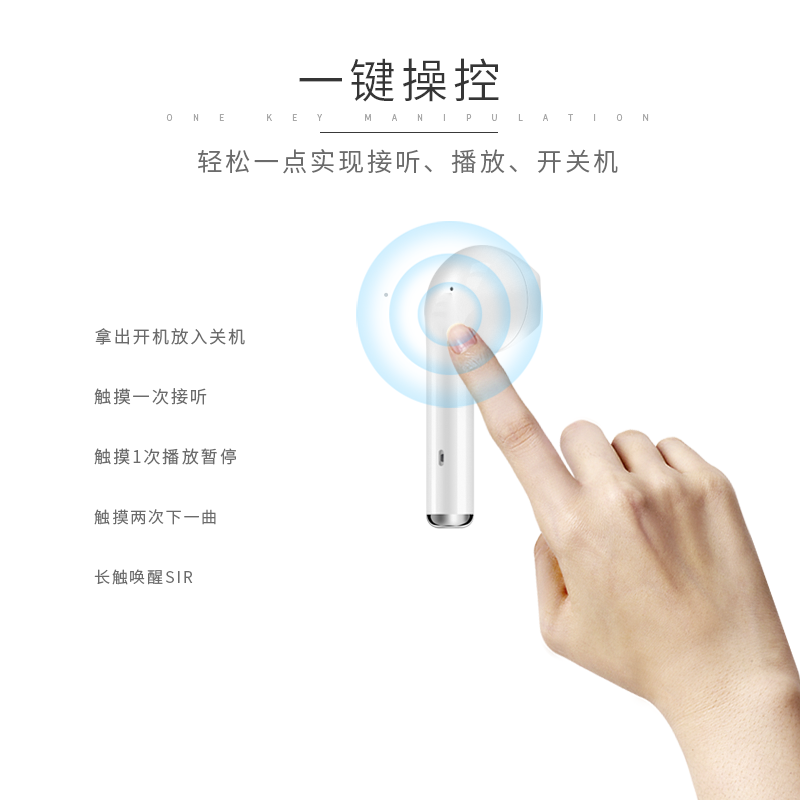 一键操控
ONE KEY MANIPULATION
轻松一点实现接听、播放、开关机
拿出开机放入关机
触摸一次接听
触摸1次播放暂停
触摸两次下一曲
长触唤醒SIR